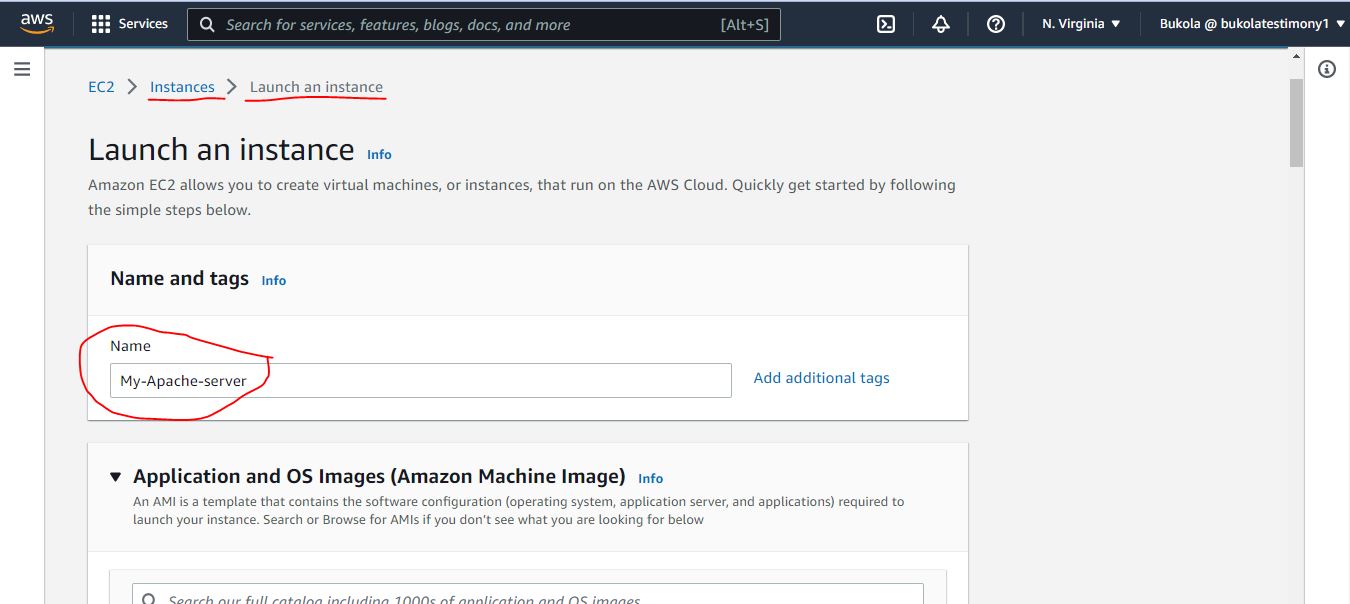 aws Services Search for services, features, blogs, docs, and more [Alt+S] N. Virginia Bukola @ bukolatestimony1
EC2 Instances Launch an instance
Launch an instance Info
Amazon EC2 allows you to create virtual machines, or instances, that run on the AWS Cloud. Quickly get started by following
the simple steps below.
Name and tags Info
Name
My-Apache-server Add additional tags
Application and OS Images (Amazon Machine Image) Info
An AMI is a template that contains the software configuration (operating system, application server, and applications) required to
launch your instance. Search or Browse for AMIs if you don't see what you are looking for below
Search our full catalog including 1000s of application and OS images